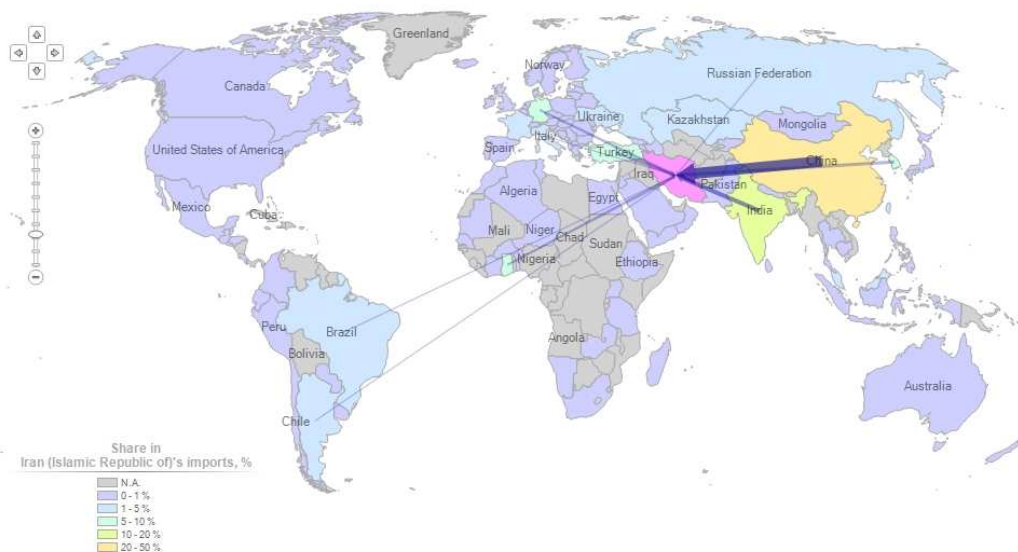 Greenland
Norway
Russian Federation
Canada
Ukraine
Kazakhstan
Mongolia
Italy
United States of America
Spain
Turkey
China
Iraq
Pakistan
Algeria
Egypt
Mexico
Cuba
India
Mali
Niger
Chad
Sudan
Nigeria
Ethiopia
Peru
Brazil
Angola
Bolivia
Australia
Chile
Share in
Iran (Islamic Republic of)'s imports, %
N.A.
0 - 1 %
1 - 5 %
5 - 10 %
10 - 20 %
20 - 50 %